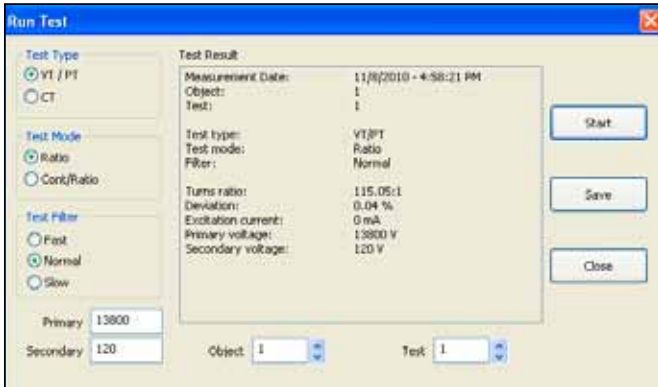 Run Test
Test Type
VT / PT
CT
Test Mode
Ratio
Cont/Ratio
Test Filter
Fast
Normal
Slow
Primary 13800
Secondary 120
Test Result
Measurement Date: 11/8/2010 - 4:58:21 PM
Object: 1
Test: 1
Test type: VT/PT
Test mode: Ratio
Filter: Normal
Turns ratio: 115.05:1
Deviation: 0.04 %
Excitation current: 0 mA
Primary voltage: 13800 V
Secondary voltage: 120 V
Object 1
Test 1
Start
Save
Close